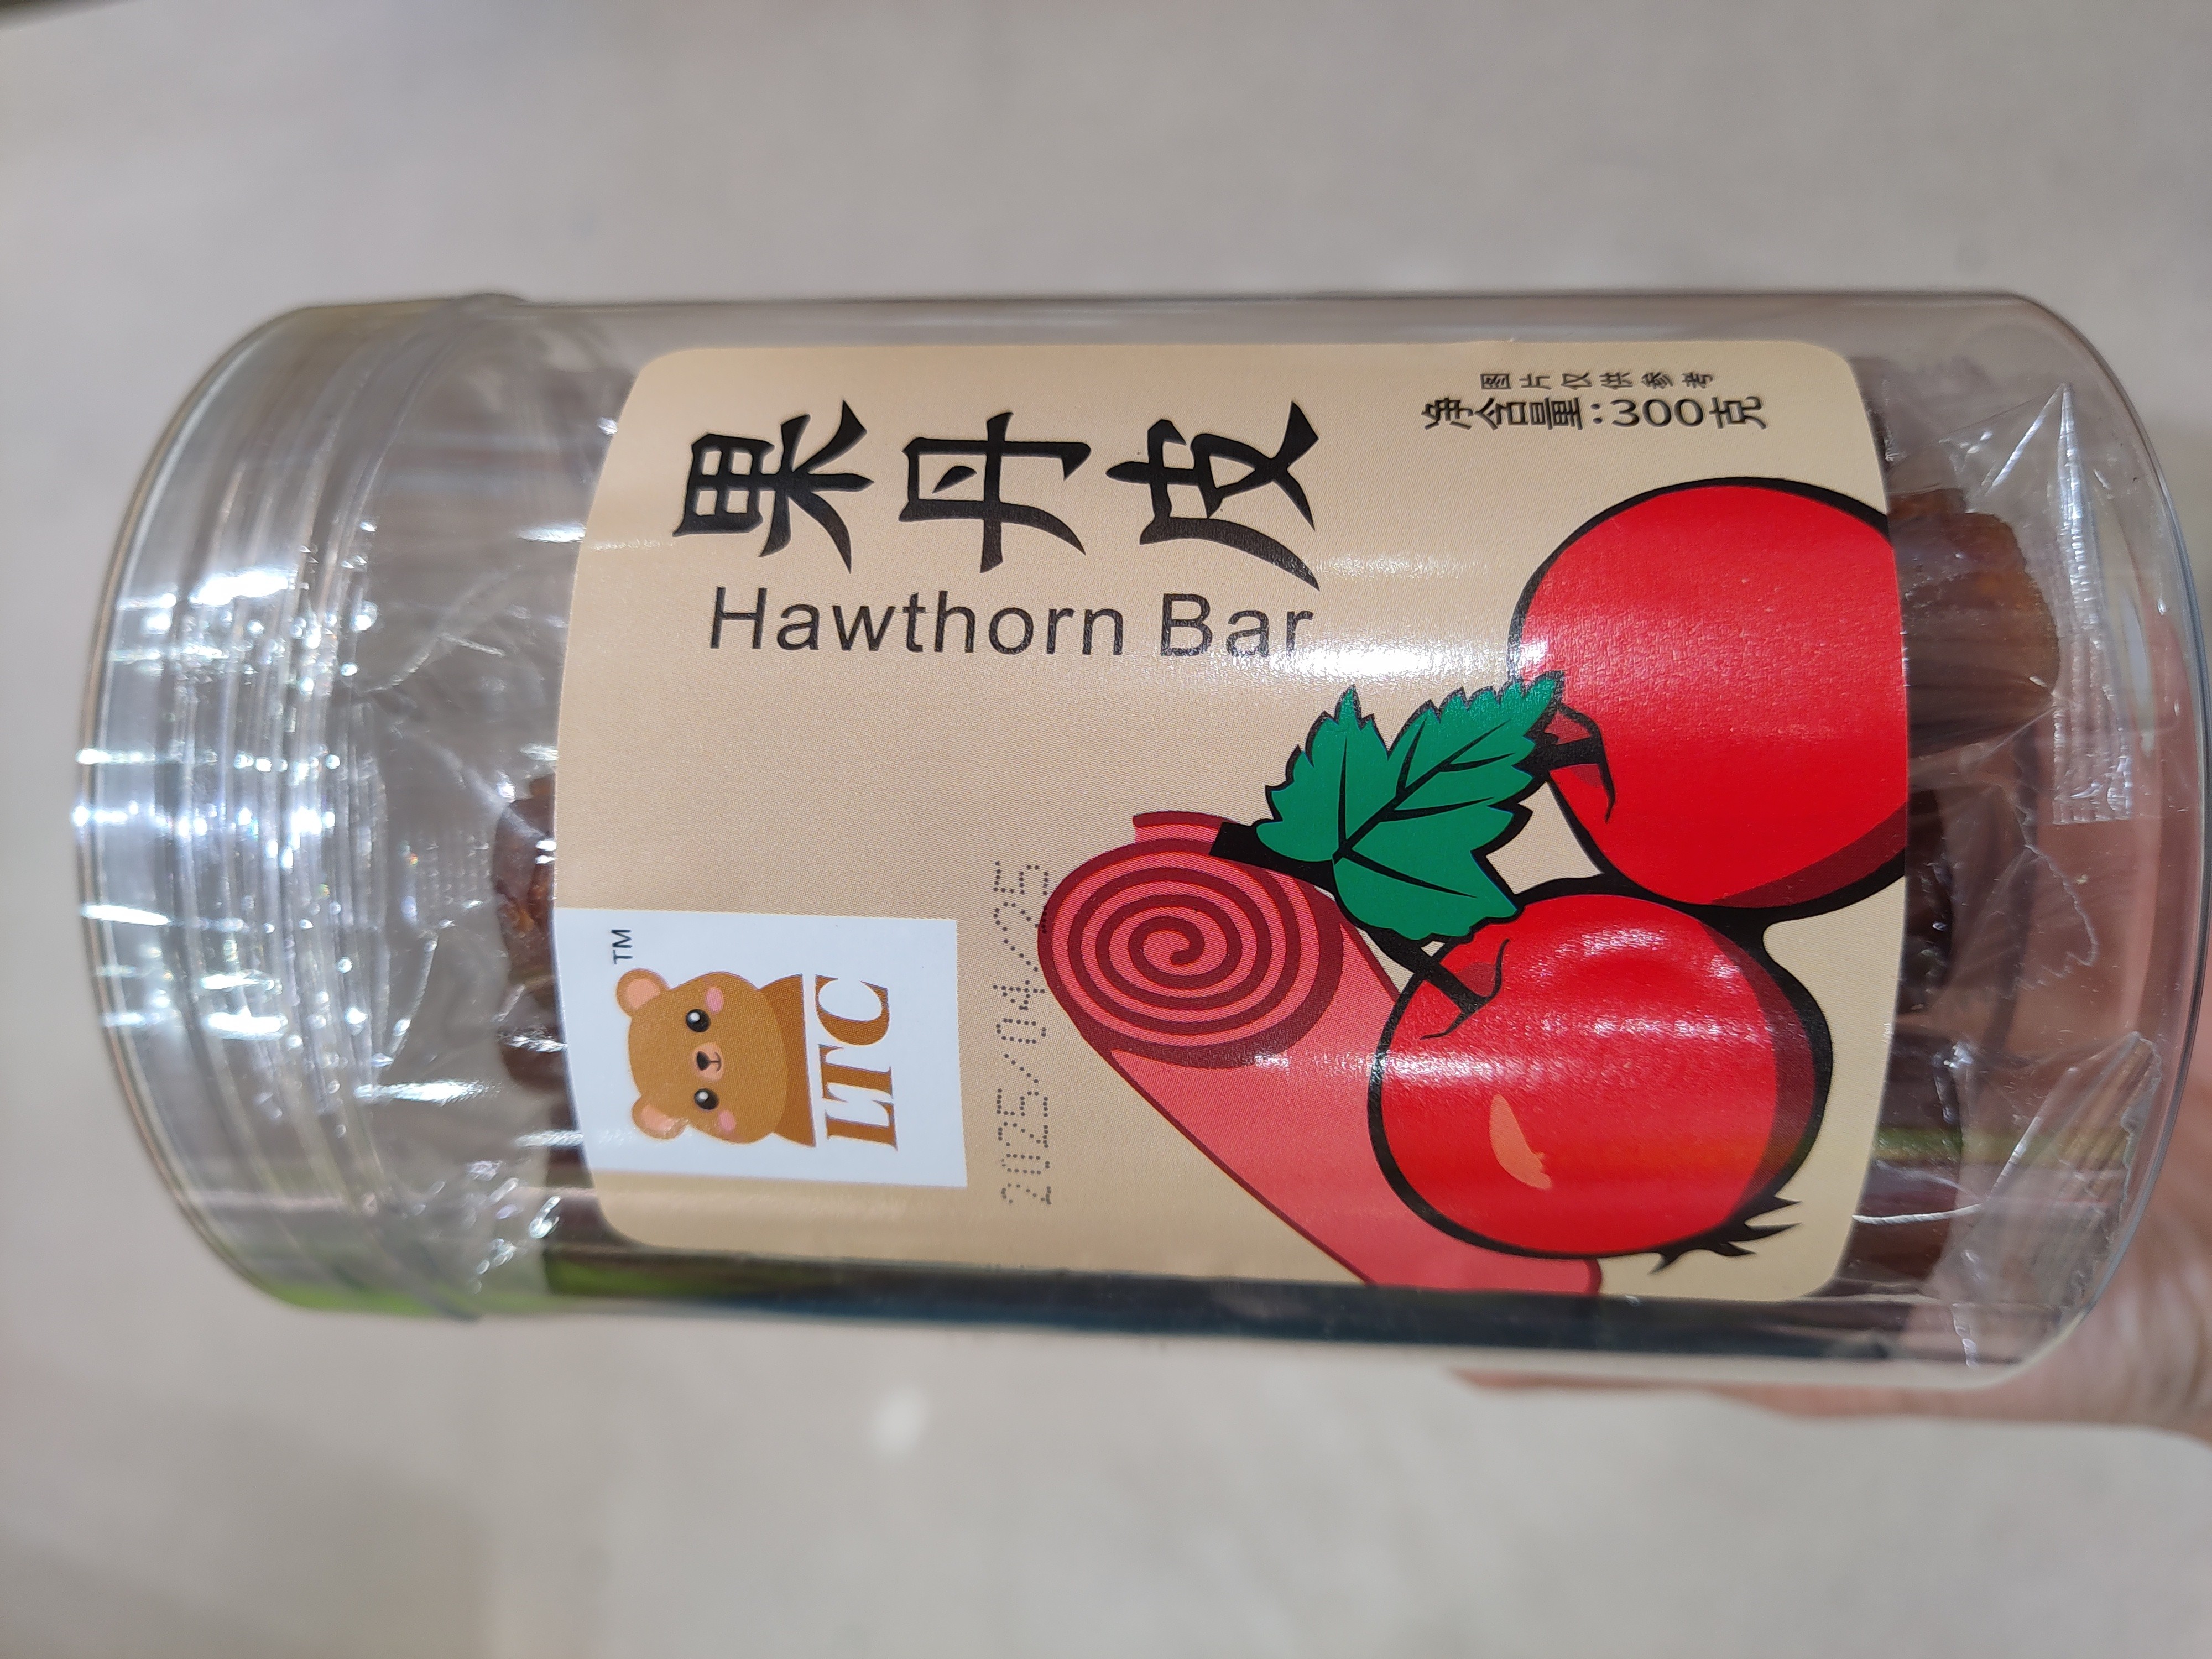 TM
LTC
果丹皮
Hawthorn Bar
2025/04/25
图片仅供参考
净含量:300克